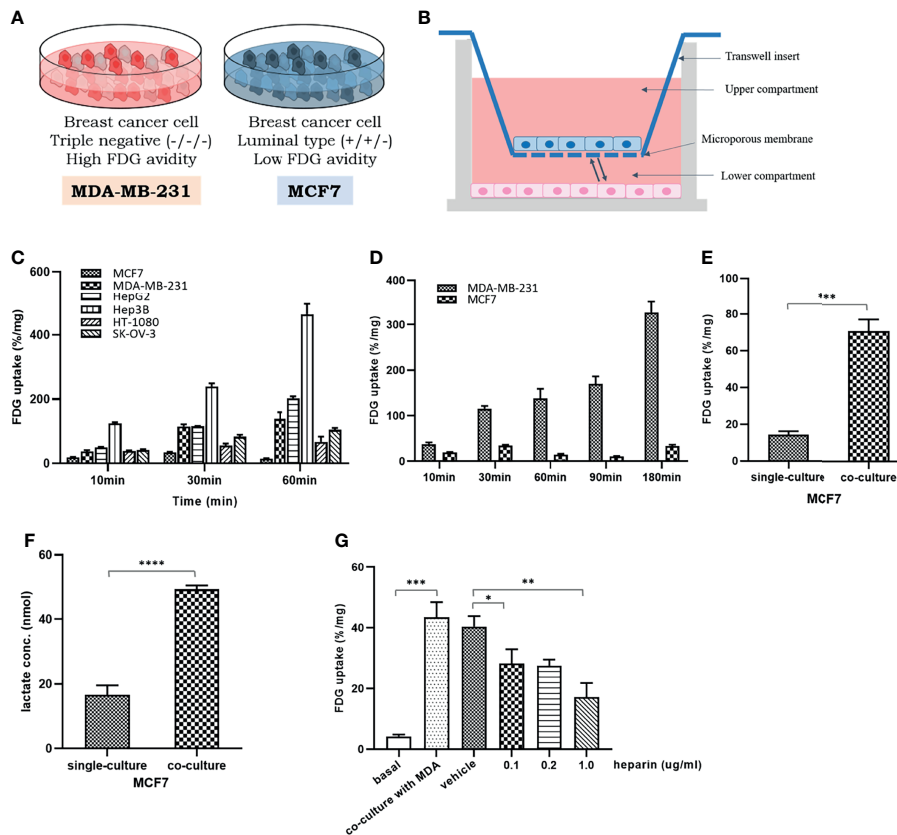 A
Breast cancer cell
Triple negative (-/-/-)
High FDG avidity
MDA-MB-231
Breast cancer cell
Luminal type (+/+/-)
Low FDG avidity
MCF7
B
Transwell insert
Upper compartment
Microporous membrane
Lower compartment
C
FDG uptake (%/mg)
600
400
200
0
MCF7
MDA-MB-231
HepG2
Hep3B
HT-1080
SK-OV-3
10min
30min
60min
Time (min)
D
FDG uptake (%/mg)
400
300
200
100
0
MDA-MB-231
MCF7
10min
30min
60min
90min
180min
E
FDG uptake (%/mg)
80
60
40
20
0
***
single-culture
co-culture
MCF7
F
lactate conc. (nmol)
60
40
20
0
****
single-culture
co-culture
MCF7
G
FDG uptake (%/mg)
60
40
20
0
***
*
**
basal
co-culture with MDA
vehicle
0.1
0.2
1.0
heparin (ug/ml)